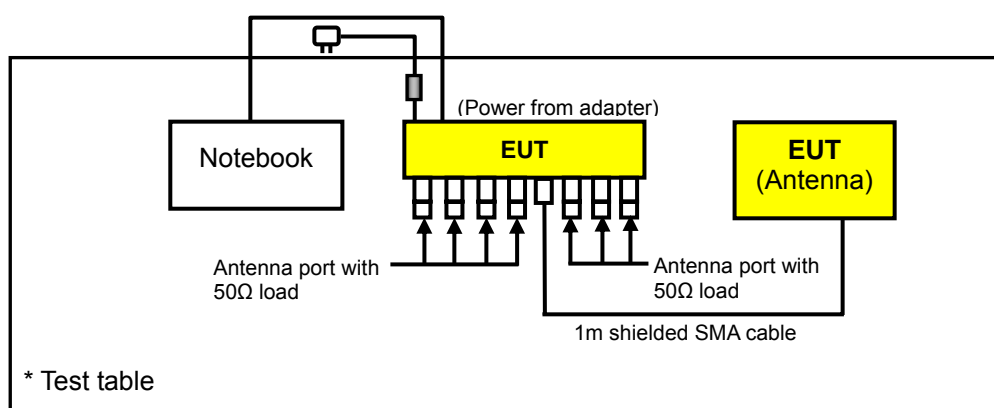 (Power from adapter)
Notebook
EUT
EUT
(Antenna)
Antenna port with
50Ω load
Antenna port with
50Ω load
1m shielded SMA cable
* Test table